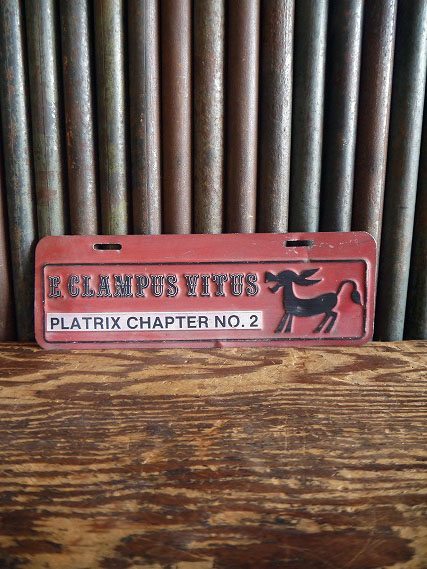 E CLAMPUS VITUS
PLATRIX CHAPTER NO. 2